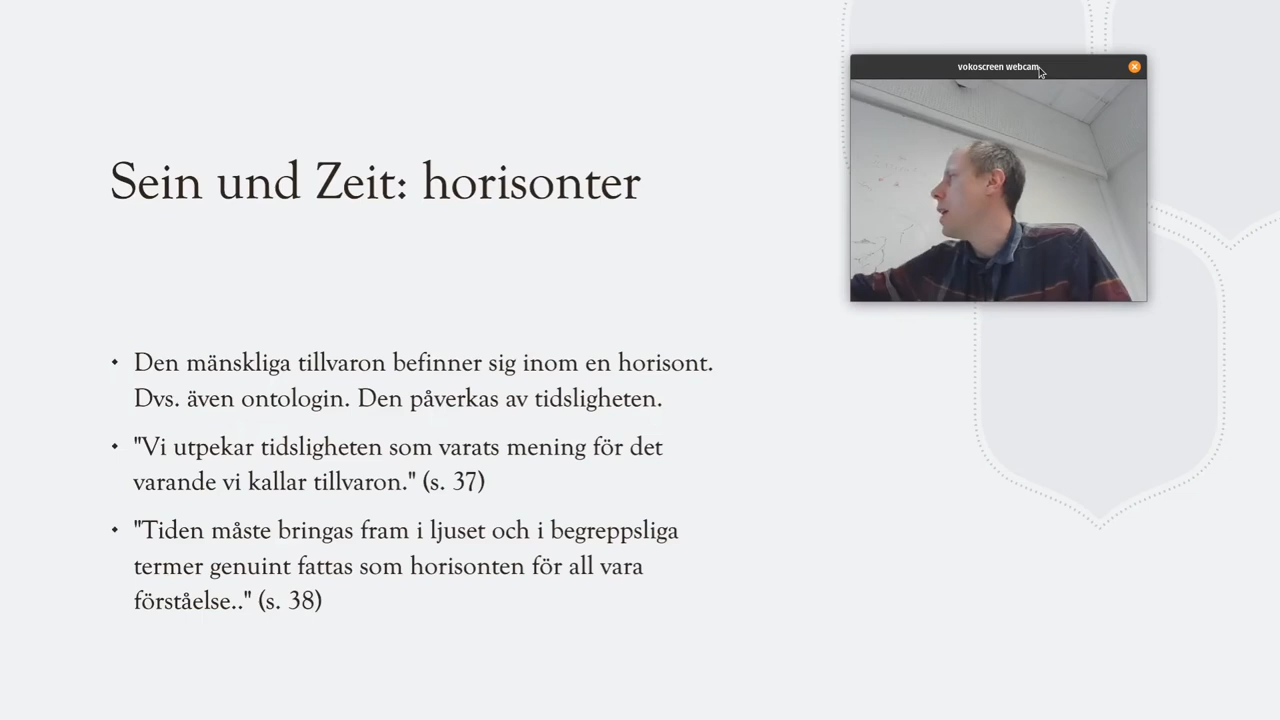 vokoscreen webcam
Sein und Zeit: horisonter
• Den mänskliga tillvaron befinner sig inom en horisont.
Dvs. även ontologin. Den påverkas av tidsligheten.
• "Vi utpekar tidsligheten som varats mening för det
varande vi kallar tillvaron." (s. 37)
• "Tiden måste bringas fram i ljuset och i begreppsliga
termer genuint fattas som horisonten för all vara
förståelse.." (s. 38)